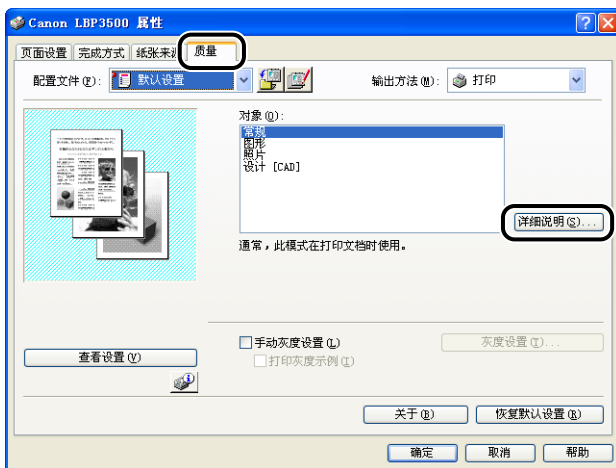 Canon LBP3500 属性
页面设置 完成方式 纸张来源 质量
配置文件(F): 默认设置 输出方法(M): 打印
对象(O):
常规
图形
照片
设计 [CAD]
详细说明(S)...
通常，此模式在打印文档时使用。
手动灰度设置(L) 灰度设置(T)...
打印灰度示例(I)
查看设置(V)
关于(B) 恢复默认设置(R)
确定 取消 帮助